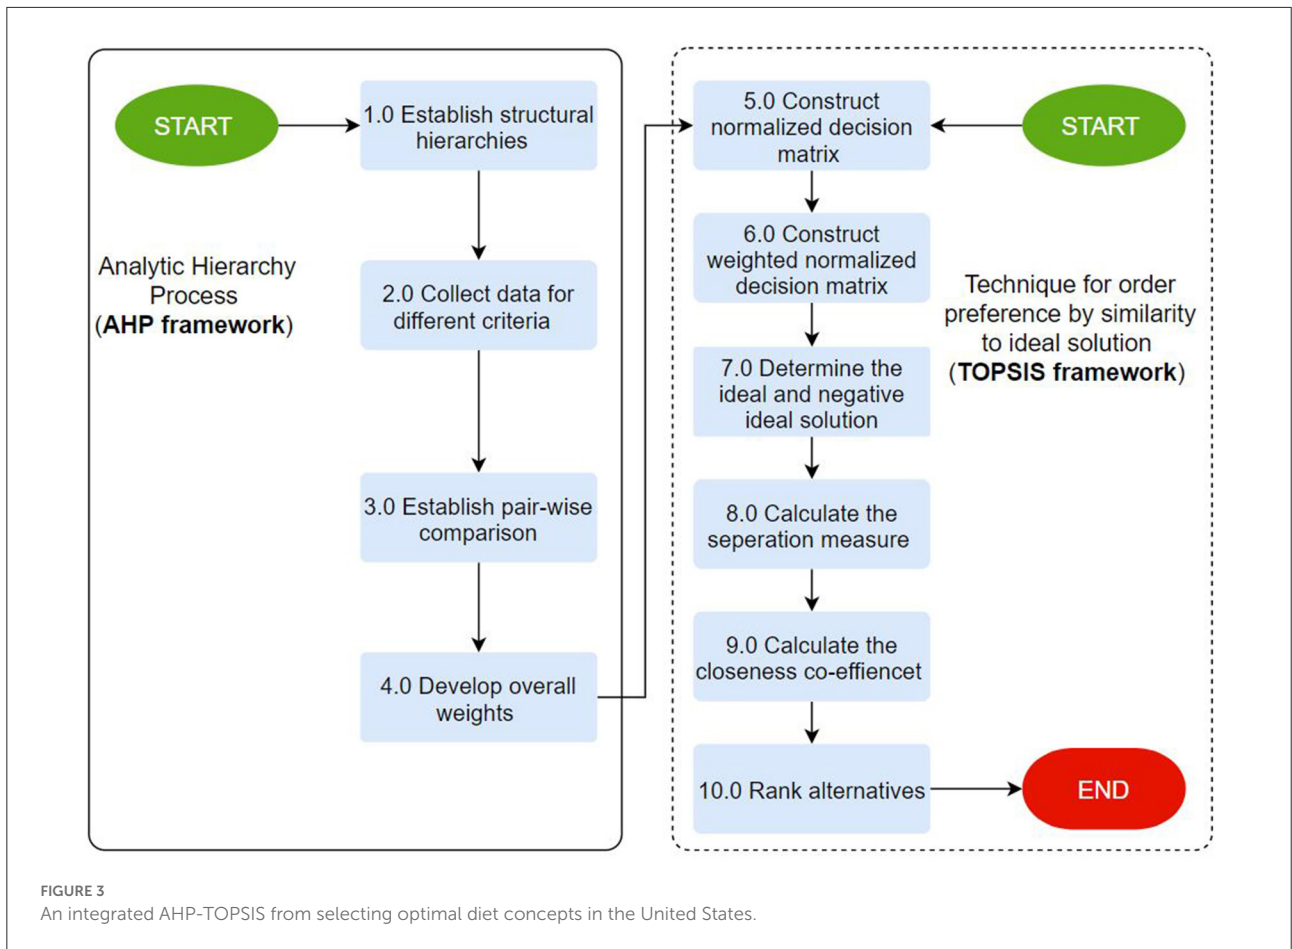 START
1.0 Establish structural
hierarchies
Analytic Hierarchy
Process
(AHP framework)
2.0 Collect data for
different criteria
3.0 Establish pair-wise
comparison
4.0 Develop overall
weights
5.0 Construct
normalized decision
matrix
START
6.0 Construct
weighted normalized
decision matrix
Technique for order
preference by similarity
to ideal solution
(TOPSIS framework)
7.0 Determine the
ideal and negative
ideal solution
8.0 Calculate the
seperation measure
9.0 Calculate the
closeness co-effiencet
10.0 Rank alternatives
END
FIGURE 3
An integrated AHP-TOPSIS from selecting optimal diet concepts in the United States.